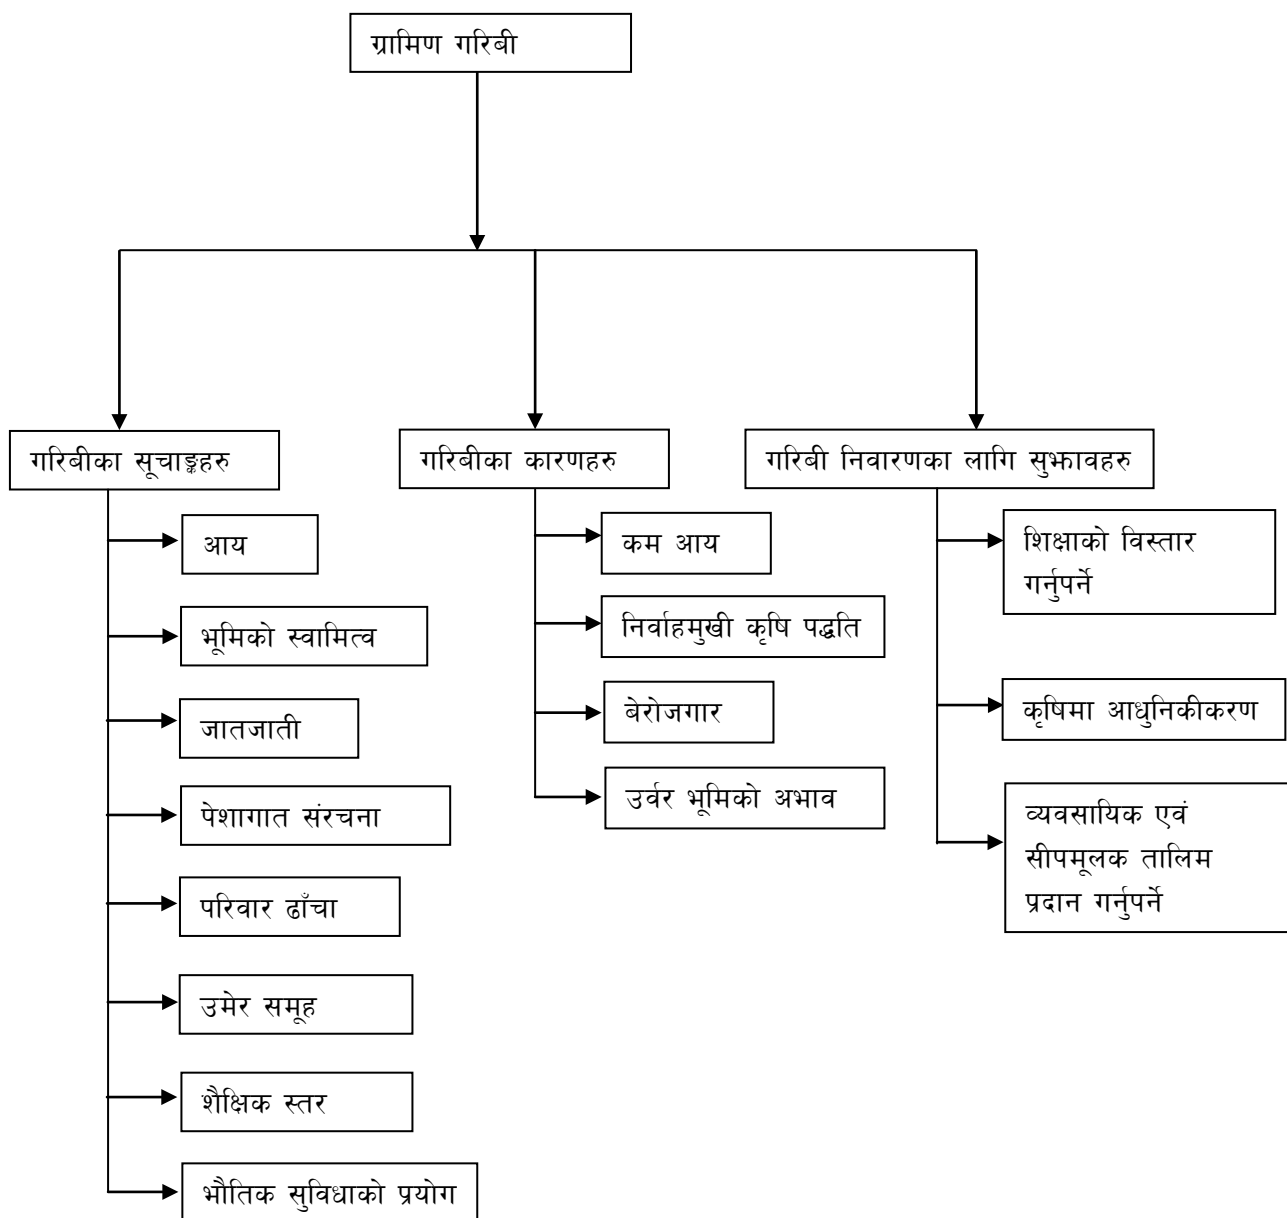 ग्रामिण गरिबी
गरिबीका सूचाङ्कहरु
आय
भूमिको स्वामित्व
जातजाती
पेशागात संरचना
परिवार ढाँचा
उमेर समूह
शैक्षिक स्तर
भौतिक सुविधाको प्रयोग
गरिबीका कारणहरु
कम आय
निर्वाहमुखी कृषि पद्धति
बेरोजगार
उर्वर भूमिको अभाव
गरिबी निवारणका लागि सुझावहरु
शिक्षाको विस्तार
गर्नुपर्ने
कृषिमा आधुनिकीकरण
व्यवसायिक एवं
सीपमूलक तालिम
प्रदान गर्नुपर्ने